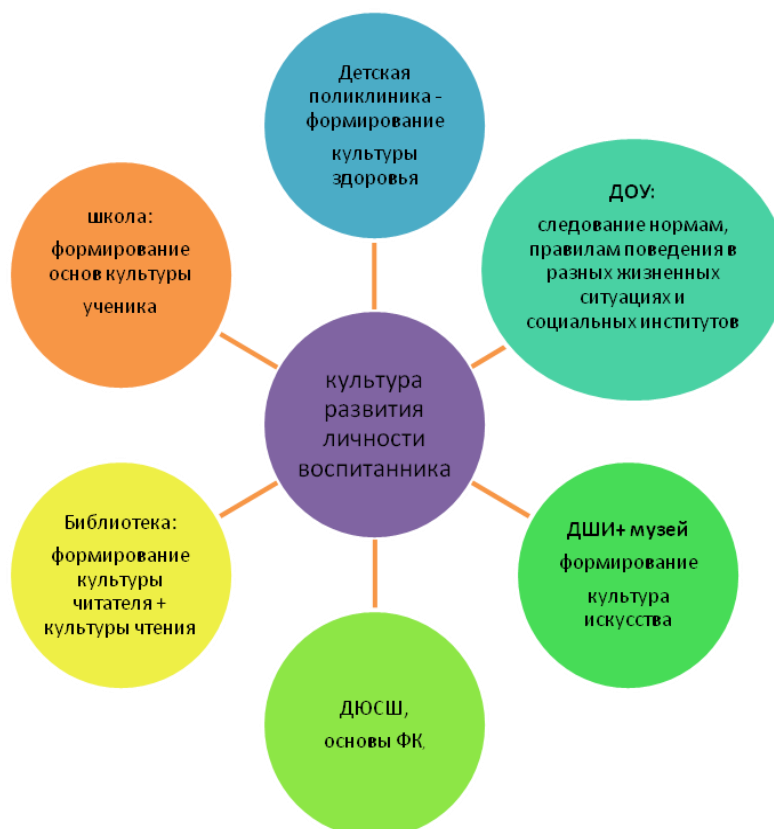 Детская
поликлиника -
формирование
культуры
здоровья
ДОУ:
следование нормам,
правилам поведения в
разных жизненных
ситуациях и
социальных институтов
школа:
формирование
основ культуры
ученика
культура
развития
личности
воспитанника
Библиотека:
формирование
культуры
читателя +
культуры чтения
ДШИ+ музей
формирование
культура
искусства
ДЮСШ,
основы ФК,